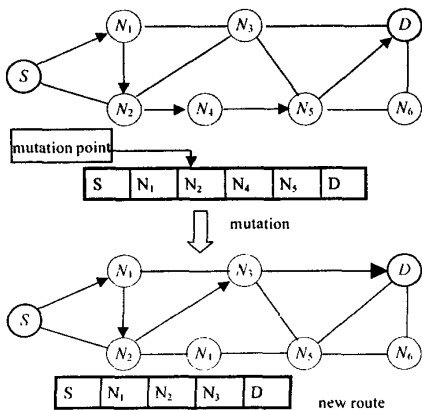 N₁ N₃ D
S
N₂ N₄ N₅ N₆
mutation point
S N₁ N₂ N₄ N₅ D
mutation
N₁ N₃ D
S
N₂ N₁ N₅ N₆
S N₁ N₂ N₃ D
new route